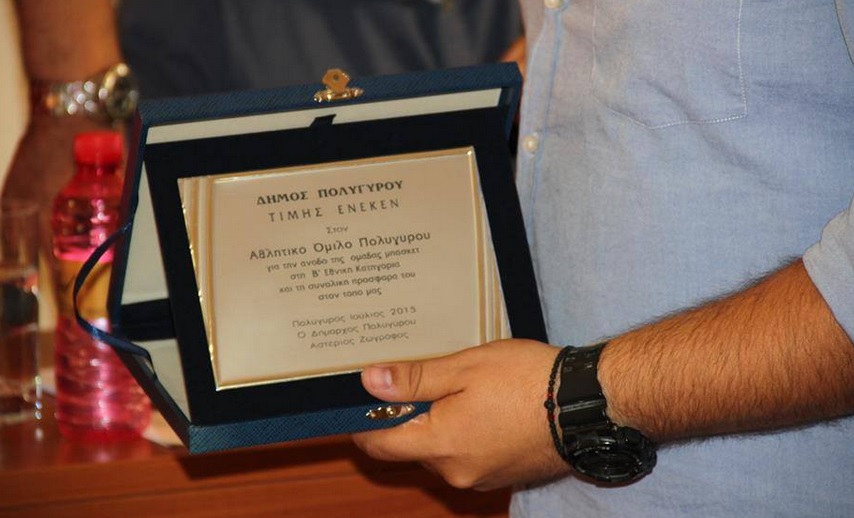 ΔΗΜΟΣ ΠΟΛΥΓΥΡΟΥ
ΤΙΜΗΣ ΕΝΕΚΕΝ
Στον
Αθλητικό Όμιλο Πολυγύρου
για την άνοδο της ομάδας μπάσκετ
στη Β' Εθνική Κατηγορία
και τη συνολική προσφορά του
στον τόπο μας
Πολύγυρος Ιούλιος 2015
Ο Δήμαρχος Πολυγύρου
Αστέριος Ζωγράφος